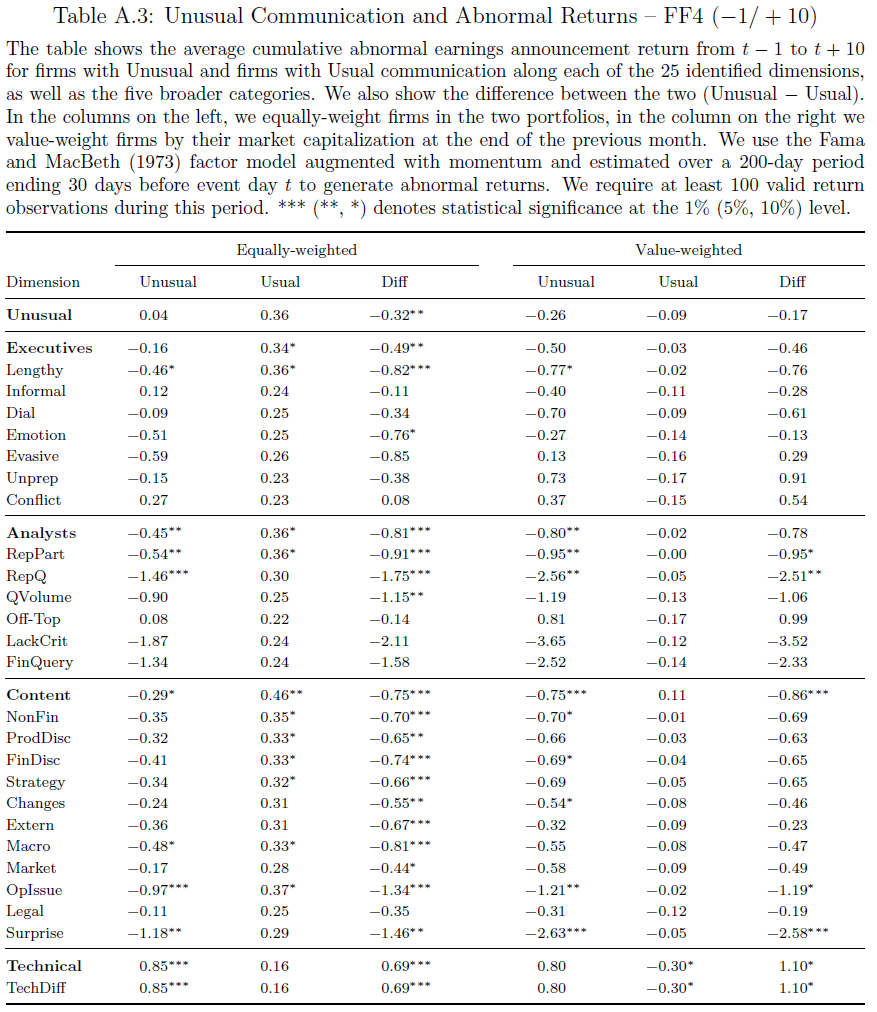 Table A.3: Unusual Communication and Abnormal Returns – FF4 (−1/ + 10)
The table shows the average cumulative abnormal earnings announcement return from t − 1 to t + 10
for firms with Unusual and firms with Usual communication along each of the 25 identified dimensions,
as well as the five broader categories. We also show the difference between the two (Unusual − Usual).
In the columns on the left, we equally-weight firms in the two portfolios, in the column on the right we
value-weight firms by their market capitalization at the end of the previous month. We use the Fama
and MacBeth (1973) factor model augmented with momentum and estimated over a 200-day period
ending 30 days before event day t to generate abnormal returns. We require at least 100 valid return
observations during this period. *** (**, *) denotes statistical significance at the 1% (5%, 10%) level.
Equally-weighted Value-weighted
Dimension Unusual Usual Diff Unusual Usual Diff
Unusual 0.04 0.36 −0.32** −0.26 −0.09 −0.17
Executives −0.16 0.34* −0.49** −0.50 −0.03 −0.46
Lengthy −0.46* 0.36* −0.82*** −0.77* −0.02 −0.76
Informal 0.12 0.24 −0.11 −0.40 −0.11 −0.28
Dial −0.09 0.25 −0.34 −0.70 −0.09 −0.61
Emotion −0.51 0.25 −0.76* −0.27 −0.14 −0.13
Evasive −0.59 0.26 −0.85 0.13 −0.16 0.29
Unprep −0.15 0.23 −0.38 0.73 −0.17 0.91
Conflict 0.27 0.23 0.08 0.37 −0.15 0.54
Analysts −0.45** 0.36* −0.81*** −0.80** −0.02 −0.78
RepPart −0.54** 0.36* −0.91*** −0.95** −0.00 −0.95*
RepQ −1.46*** 0.30 −1.75*** −2.56** −0.05 −2.51**
QVolume −0.90 0.25 −1.15** −1.19 −0.13 −1.06
Off-Top 0.08 0.22 −0.14 0.81 −0.17 0.99
LackCrit −1.87 0.24 −2.11 −3.65 −0.12 −3.52
FinQuery −1.34 0.24 −1.58 −2.52 −0.14 −2.33
Content −0.29* 0.46** −0.75*** −0.75*** 0.11 −0.86***
NonFin −0.35 0.35* −0.70*** −0.70* −0.01 −0.69
ProdDisc −0.32 0.33* −0.65** −0.66 −0.03 −0.63
FinDisc −0.41 0.33* −0.74*** −0.69* −0.04 −0.65
Strategy −0.34 0.32* −0.66*** −0.69 −0.05 −0.65
Changes −0.24 0.31 −0.55** −0.54* −0.08 −0.46
Extern −0.36 0.31 −0.67*** −0.32 −0.09 −0.23
Macro −0.48* 0.33* −0.81*** −0.55 −0.08 −0.47
Market −0.17 0.28 −0.44* −0.58 −0.09 −0.49
OpIssue −0.97*** 0.37* −1.34*** −1.21** −0.02 −1.19*
Legal −0.11 0.25 −0.35 −0.31 −0.12 −0.19
Surprise −1.18** 0.29 −1.46** −2.63*** −0.05 −2.58***
Technical 0.85*** 0.16 0.69*** 0.80 −0.30* 1.10*
TechDiff 0.85*** 0.16 0.69*** 0.80 −0.30* 1.10*